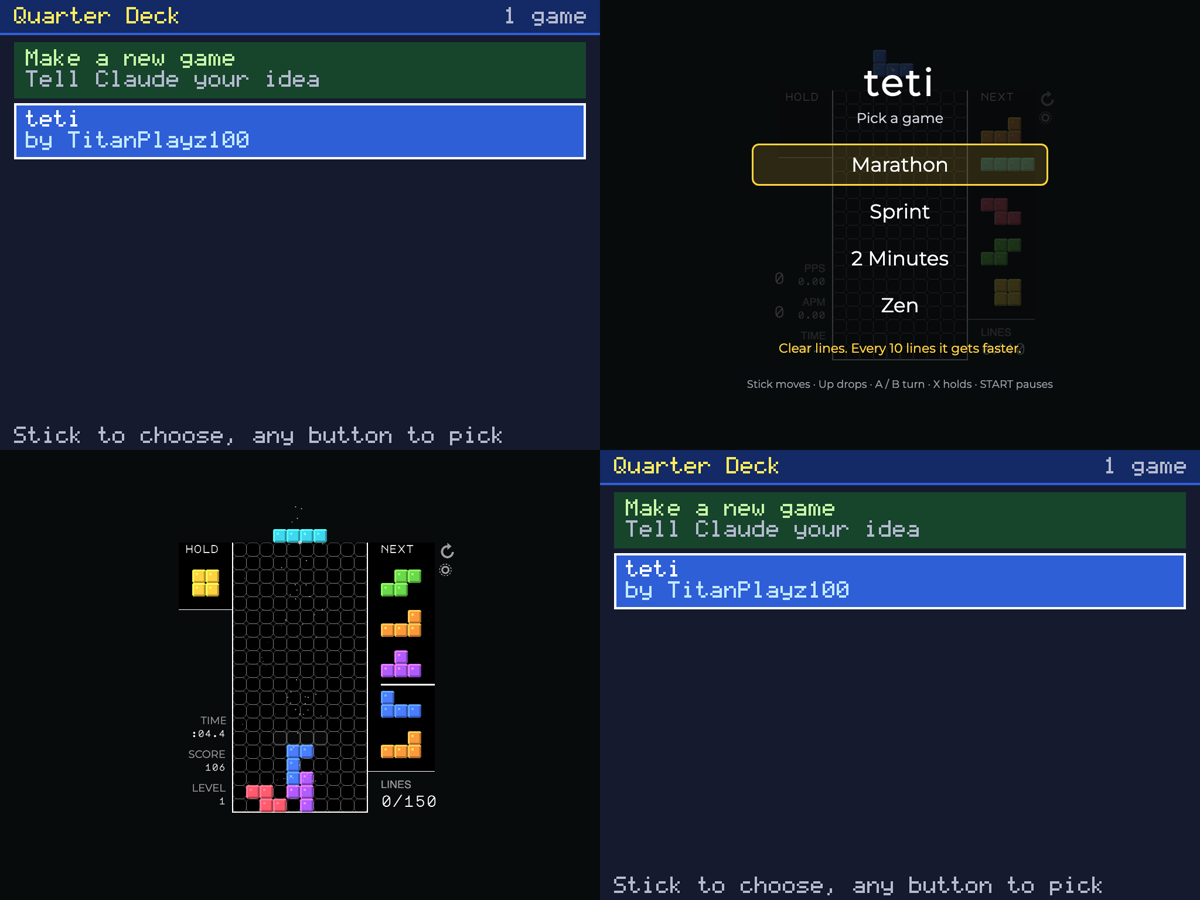 Quarter Deck 1 game
Make a new game
Tell Claude your idea
teti
by TitanPlayz100
Stick to choose, any button to pick
teti
Pick a game
HOLD NEXT
Marathon
Sprint
2 Minutes
Zen
PPS
0 0.00
APM
0 0.00
TIME
LINES
Clear lines. Every 10 lines it gets faster.
Stick moves · Up drops · A / B turn · X holds · START pauses
HOLD NEXT
TIME
:04.4
SCORE
106
LEVEL
1
LINES
0/150
Quarter Deck 1 game
Make a new game
Tell Claude your idea
teti
by TitanPlayz100
Stick to choose, any button to pick